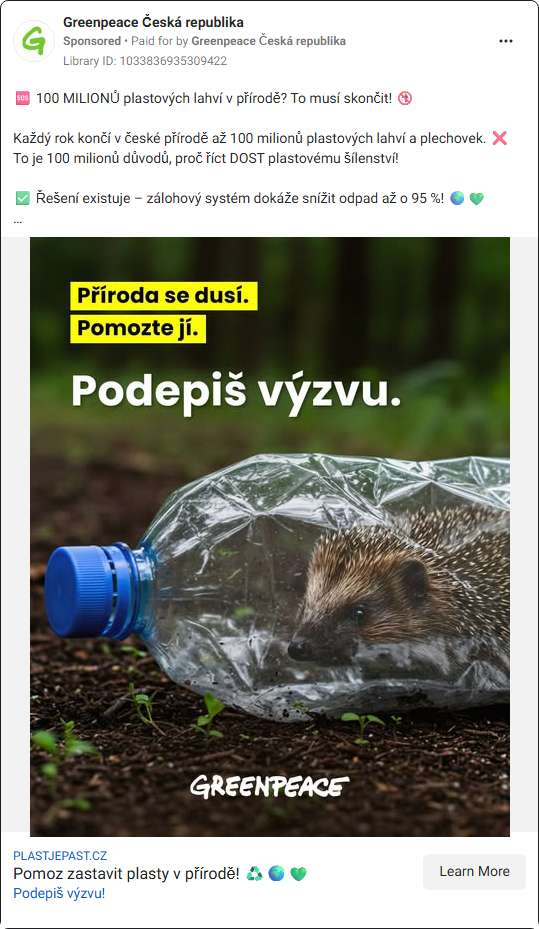 Greenpeace Česká republika
Sponsored • Paid for by Greenpeace Česká republika
Library ID: 1033836935309422
🆘 100 MILIONŮ plastových lahví v přírodě? To musí skončit! 🚯
Každý rok končí v české přírodě až 100 milionů plastových lahví a plechovek. ❌
To je 100 milionů důvodů, proč říct DOST plastovému šílenství!
✅ Řešení existuje – zálohový systém dokáže snížit odpad až o 95 %! 🌍 💚
...
Příroda se dusí.
Pomozte jí.
Podepiš výzvu.
GREENPEACE
PLASTJEPAST.CZ
Pomoz zastavit plasty v přírodě! ♻️ 🌍 💚
Podepiš výzvu!
Learn More